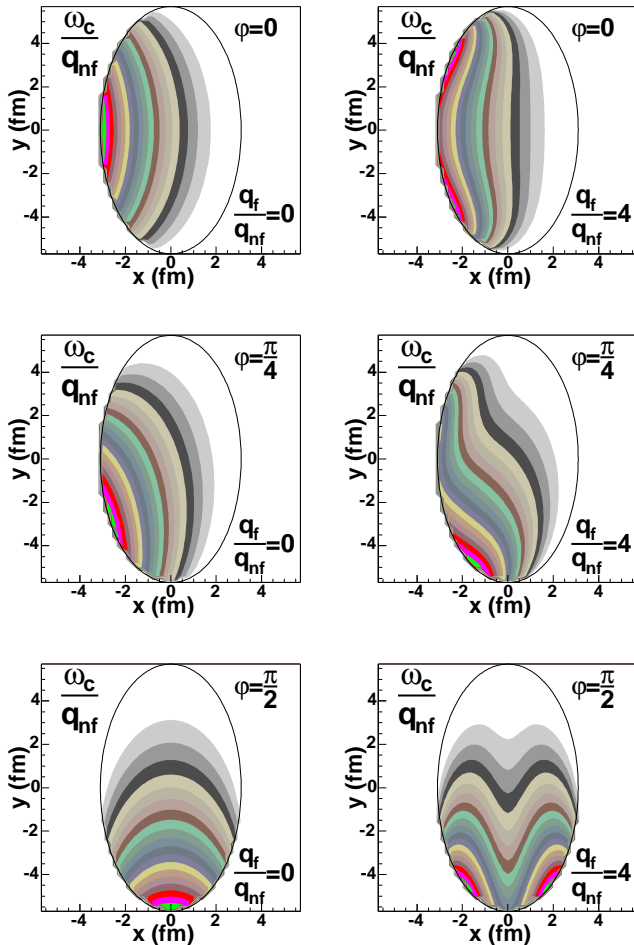 ω_c/q_nf φ=0
4
2
0
-2
-4
y (fm)
q_f/q_nf=0
-4 -2 0 2 4
x (fm)
ω_c/q_nf φ=0
4
2
0
-2
-4
y (fm)
q_f/q_nf=4
-4 -2 0 2 4
x (fm)
ω_c/q_nf φ=π/4
4
2
0
-2
-4
y (fm)
q_f/q_nf=0
-4 -2 0 2 4
x (fm)
ω_c/q_nf φ=π/4
4
2
0
-2
-4
y (fm)
q_f/q_nf=4
-4 -2 0 2 4
x (fm)
ω_c/q_nf φ=π/2
4
2
0
-2
-4
y (fm)
q_f/q_nf=0
-4 -2 0 2 4
x (fm)
ω_c/q_nf φ=π/2
4
2
0
-2
-4
y (fm)
q_f/q_nf=4
-4 -2 0 2 4
x (fm)